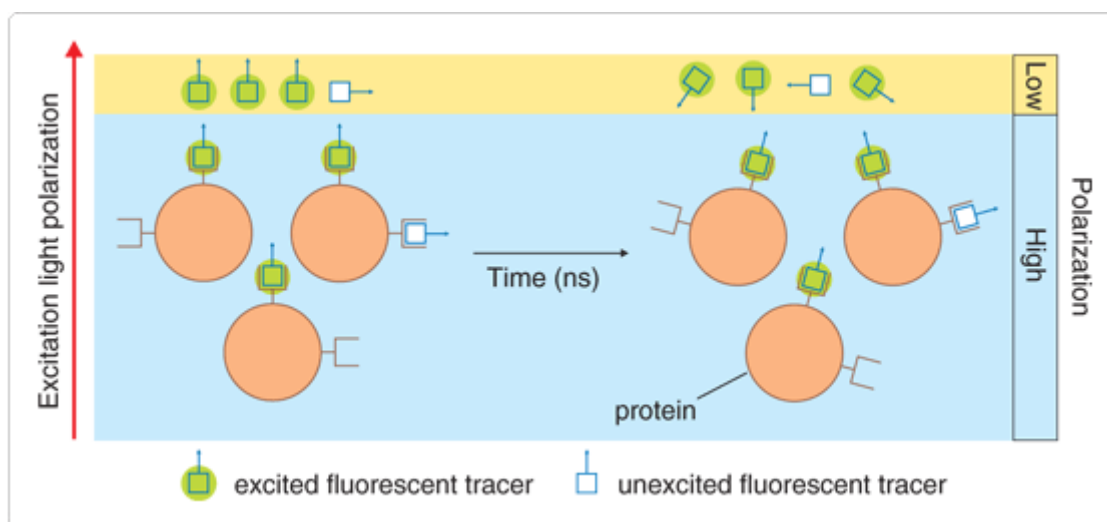 Excitation light polarization
Low
High
Polarization
Time (ns)
protein
excited fluorescent tracer
unexcited fluorescent tracer